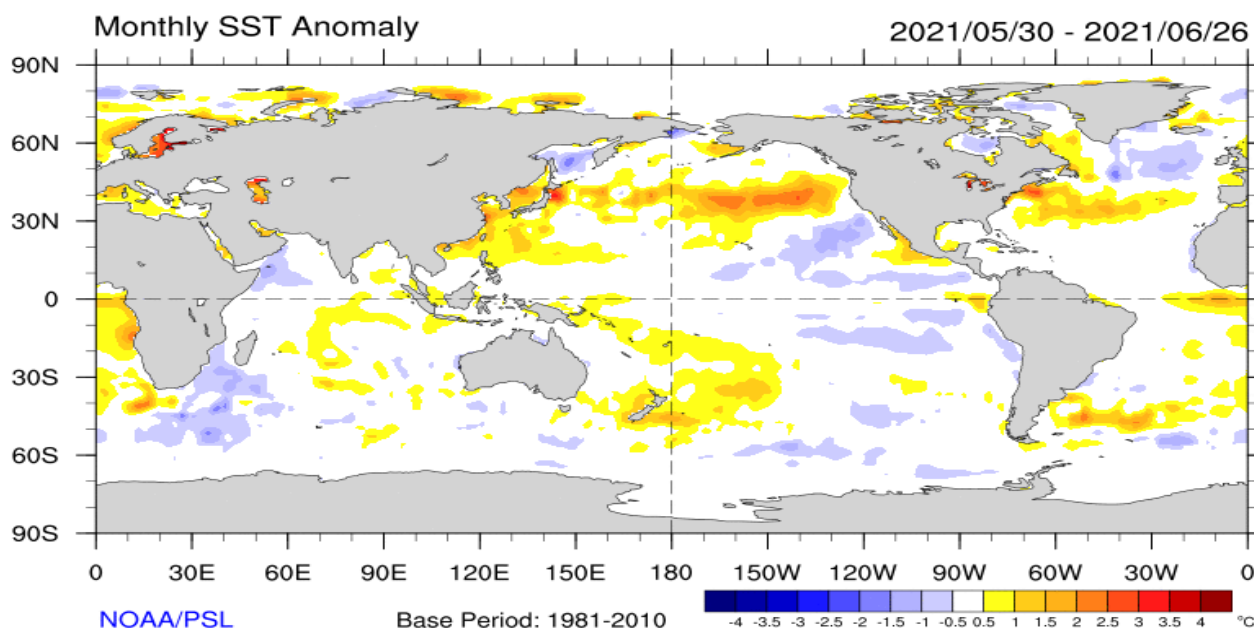 Monthly SST Anomaly 2021/05/30 - 2021/06/26
90N
60N
30N
0
30S
60S
90S
0 30E 60E 90E 120E 150E 180 150W 120W 90W 60W 30W 0
NOAA/PSL Base Period: 1981-2010
-4 -3.5 -3 -2.5 -2 -1.5 -1 -0.5 0.5 1 1.5 2 2.5 3 3.5 4 °C